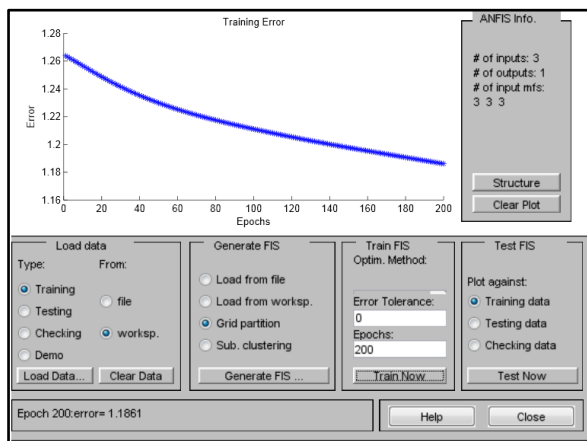 Training Error
1.28
1.26
1.24
1.22
1.2
1.18
1.16
Error
0 20 40 60 80 100 120 140 160 180 200
Epochs
ANFIS Info.
# of inputs: 3
# of outputs: 1
# of input mfs:
3 3 3
Structure
Clear Plot
Load data
Type: From:
Training
Testing
Checking
Demo
file
worksp.
Load Data... Clear Data
Generate FIS
Load from file
Load from worksp.
Grid partition
Sub. clustering
Generate FIS ...
Train FIS
Optim. Method:
Error Tolerance:
0
Epochs:
200
Train Now
Test FIS
Plot against:
Training data
Testing data
Checking data
Test Now
Epoch 200:error= 1.1861
Help Close